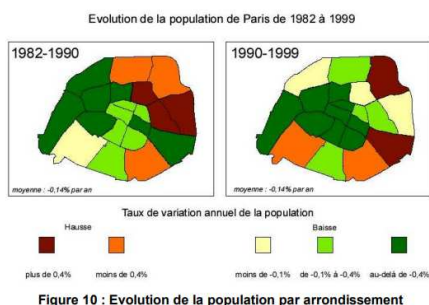 Evolution de la population de Paris de 1982 à 1999
1982-1990
1990-1999
moyenne : -0,14% par an
moyenne : -0,14% par an
Taux de variation annuel de la population
Hausse
Baisse
plus de 0,4%
moins de 0,4%
moins de -0,1%
de -0,1% à -0,4%
au-delà de -0,4%
Figure 10 : Evolution de la population par arrondissement